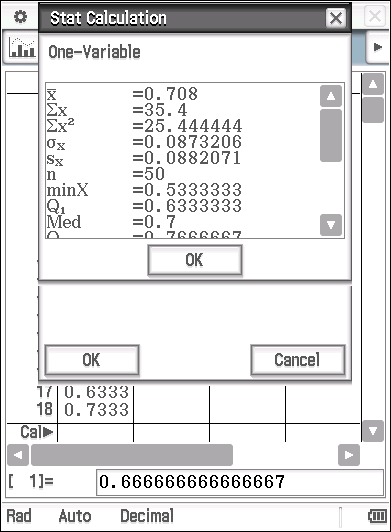 Stat Calculation
One-Variable
x̄ =0.708
Σx =35.4
Σx² =25.444444
σx =0.0873206
sx =0.0882071
n =50
minX =0.5333333
Q₁ =0.6333333
Med =0.7
=0.7666667
OK
OK Cancel
17 0.6333
18 0.7333
Cal▶
[ 1]= 0.666666666666667
Rad Auto Decimal